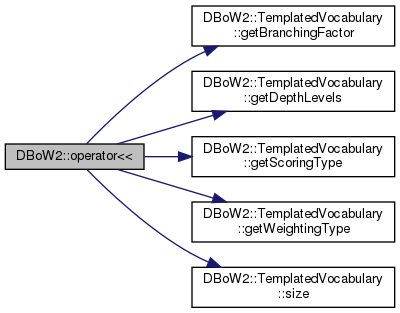 DBoW2::TemplatedVocabulary
::getBranchingFactor
DBoW2::TemplatedVocabulary
::getDepthLevels
DBoW2::operator<<
DBoW2::TemplatedVocabulary
::getScoringType
DBoW2::TemplatedVocabulary
::getWeightingType
DBoW2::TemplatedVocabulary
::size